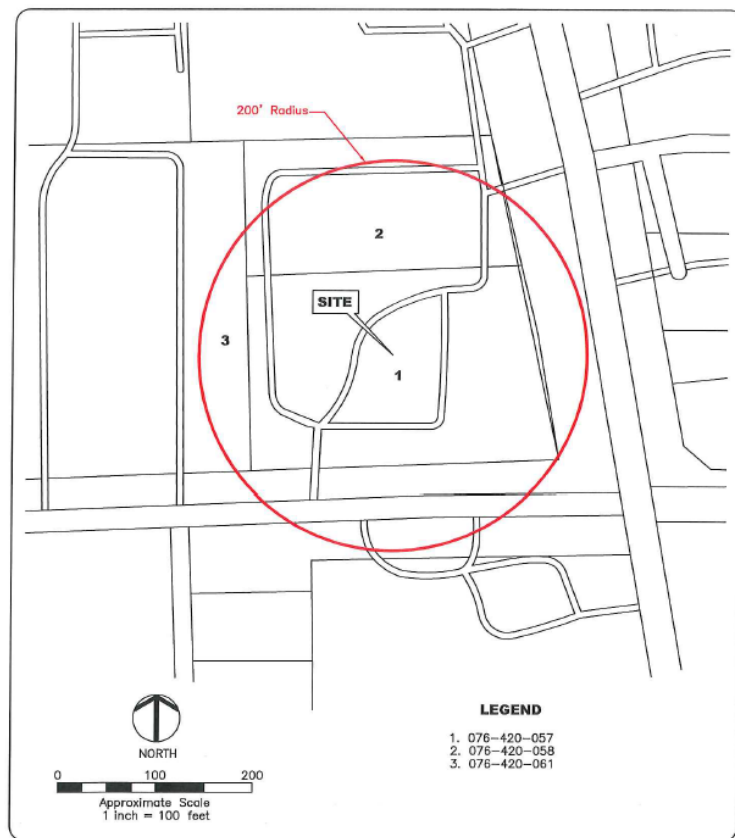 200' Radius
2
SITE
3
1
NORTH
0 100 200
Approximate Scale
1 inch = 100 feet
LEGEND
1. 076-420-057
2. 076-420-058
3. 076-420-061